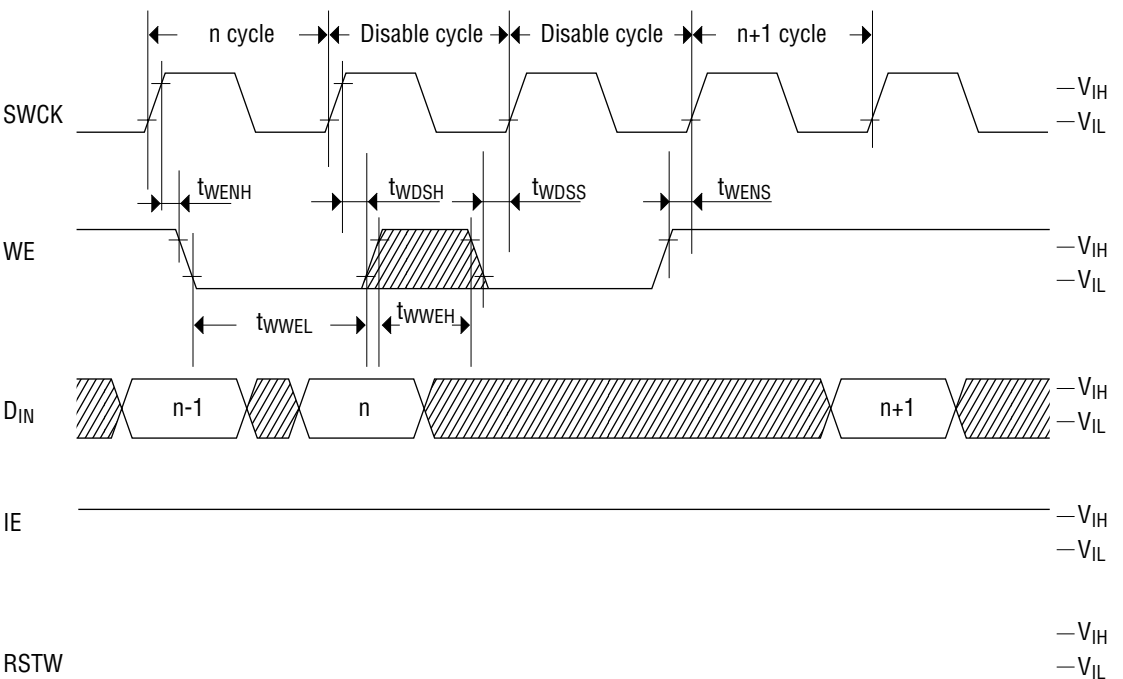 n cycle Disable cycle Disable cycle n+1 cycle
SWCK
VIH
VIL
tWENH tWDSH tWDSS tWENS
WE
VIH
VIL
tWWEL tWWEH
DIN
n-1 n n+1
VIH
VIL
IE
VIH
VIL
RSTW
VIH
VIL